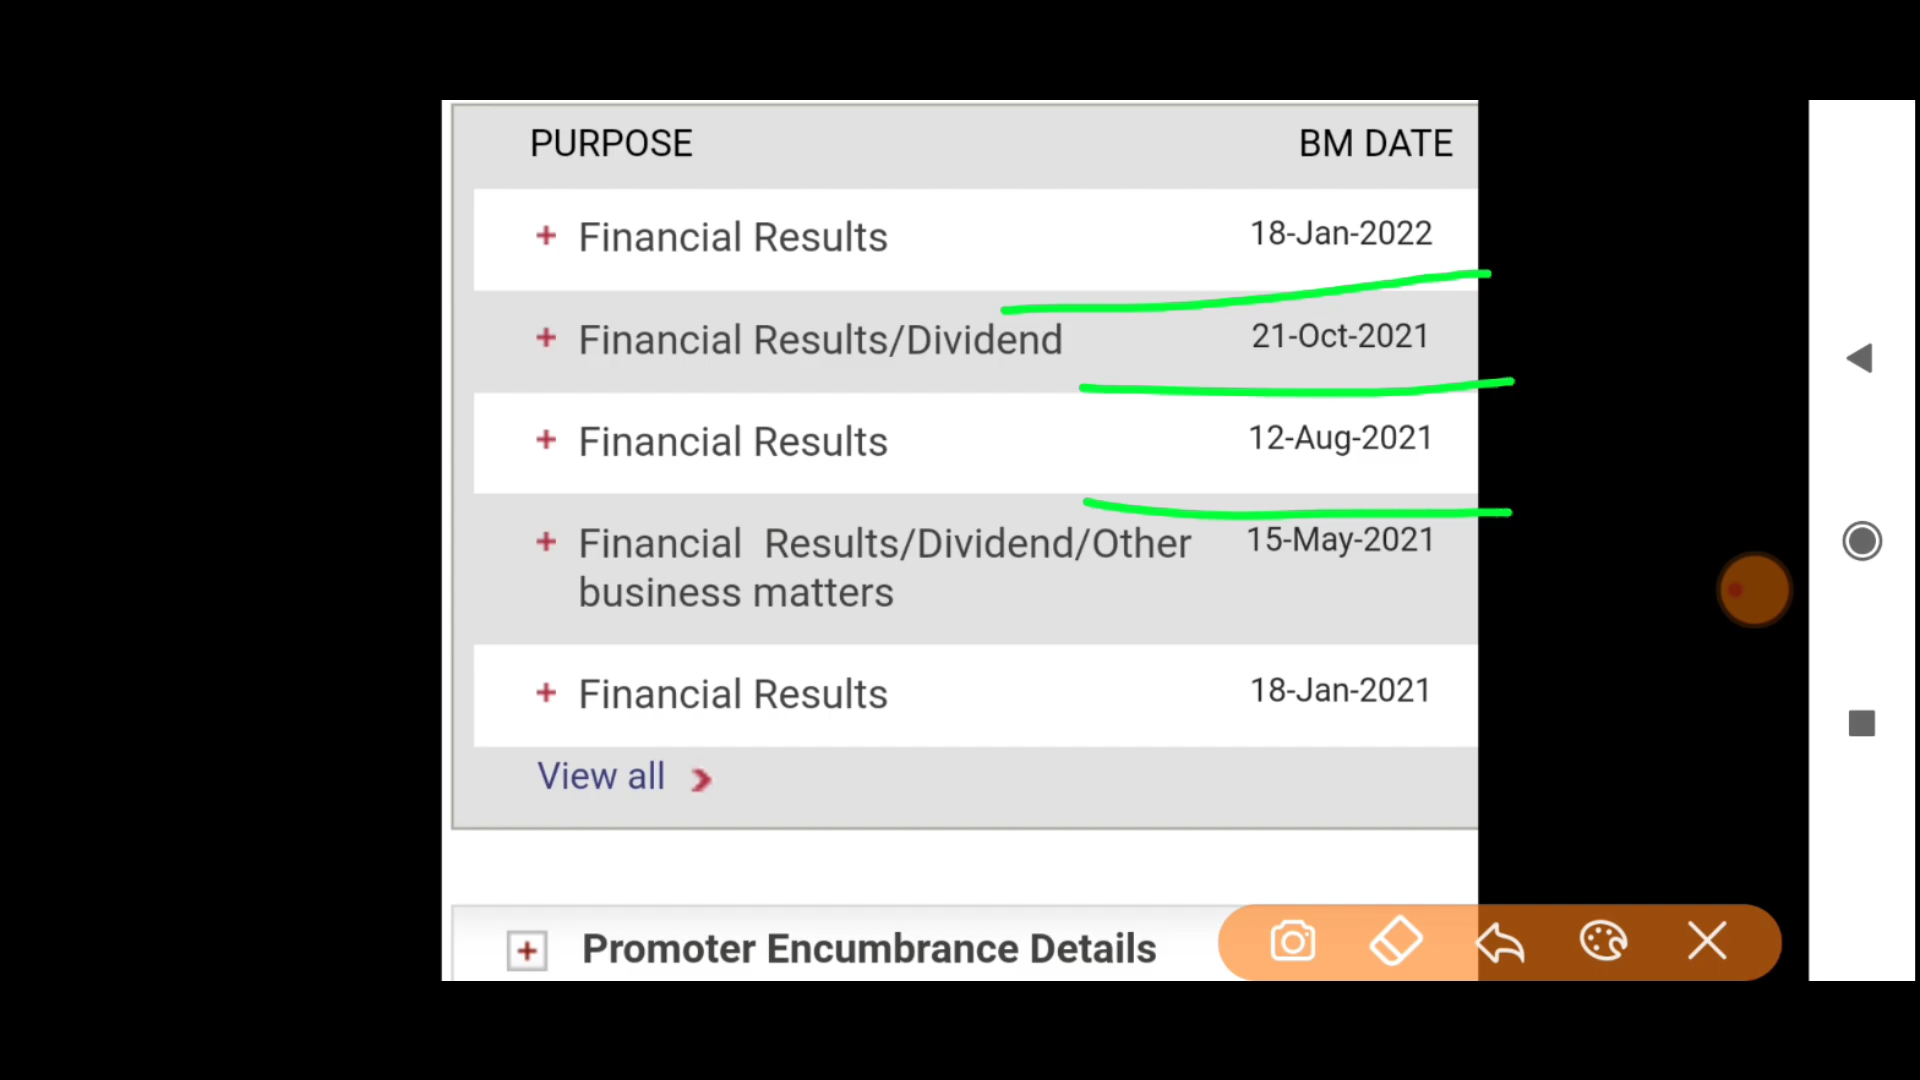 PURPOSE BM DATE
+ Financial Results 18-Jan-2022
+ Financial Results/Dividend 21-Oct-2021
+ Financial Results 12-Aug-2021
+ Financial Results/Dividend/Other 15-May-2021
business matters
+ Financial Results 18-Jan-2021
View all
+ Promoter Encumbrance Details